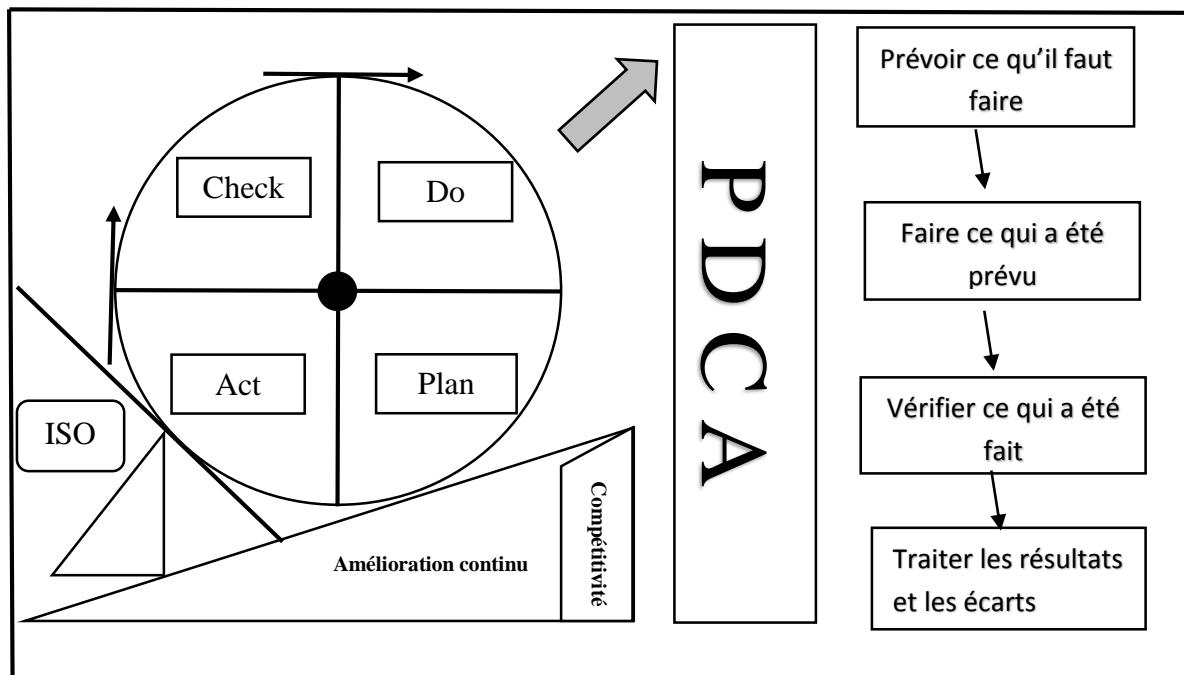 Check
Do
Act
Plan
ISO
Amélioration continu
Compétitivité
PDCA
Prévoir ce qu’il faut
faire
Faire ce qui a été
prévu
Vérifier ce qui a été
fait
Traiter les résultats
et les écarts